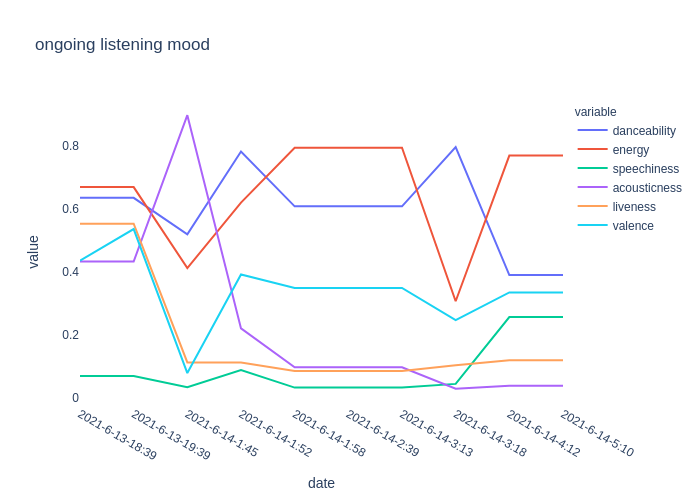 ongoing listening mood
variable
danceability
energy
speechiness
acousticness
liveness
valence
value
0.8
0.6
0.4
0.2
0
2021-6-13-18:39
2021-6-13-19:39
2021-6-14-1:45
2021-6-14-1:52
2021-6-14-1:58
2021-6-14-2:39
2021-6-14-3:13
2021-6-14-3:18
2021-6-14-4:12
2021-6-14-5:10
date